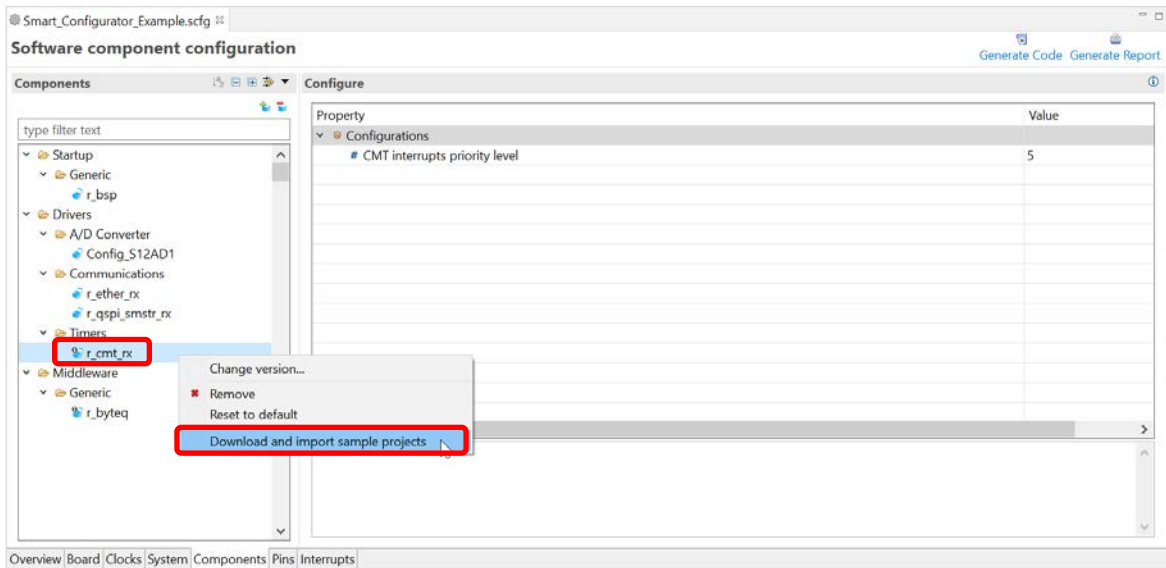 Smart_Configurator_Example.scfg
Software component configuration
Generate Code Generate Report
Components
Configure
type filter text
Property Value
Configurations
CMT interrupts priority level 5
Startup
Generic
r_bsp
Drivers
A/D Converter
Config_S12AD1
Communications
r_ether_rx
r_qspi_smstr_rx
Timers
r_cmt_rx
Middleware
Generic
r_byteq
Change version...
Remove
Reset to default
Download and import sample projects
Overview Board Clocks System Components Pins Interrupts